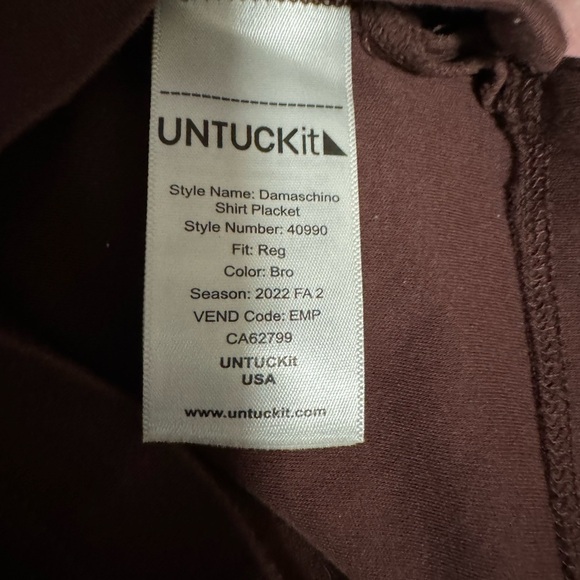 UNTUCKit
Style Name: Damaschino
Shirt Placket
Style Number: 40990
Fit: Reg
Color: Bro
Season: 2022 FA 2
VEND Code: EMP
CA62799
UNTUCKit
USA
www.untuckit.com